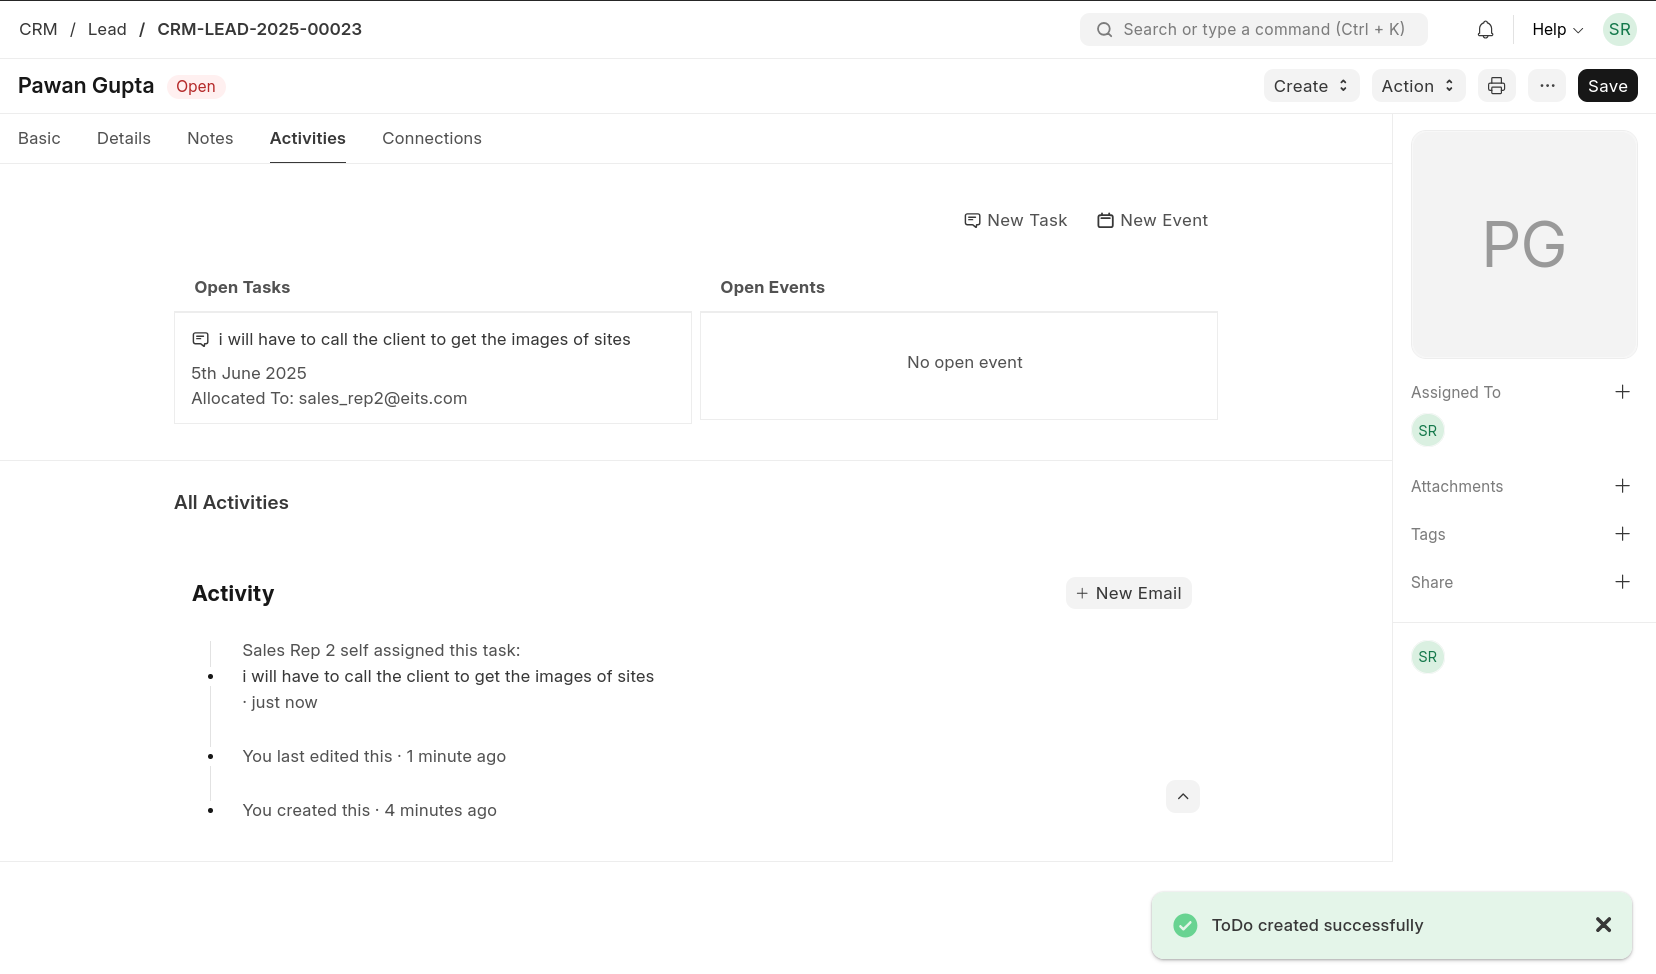 CRM / Lead / CRM-LEAD-2025-00023
Search or type a command (Ctrl + K)
Help
SR
Pawan Gupta
Open
Create
Action
Save
Basic
Details
Notes
Activities
Connections
New Task
New Event
PG
Open Tasks
Open Events
i will have to call the client to get the images of sites
5th June 2025
Allocated To: sales_rep2@eits.com
No open event
Assigned To
SR
Attachments
Tags
Share
SR
All Activities
Activity
New Email
Sales Rep 2 self assigned this task:
i will have to call the client to get the images of sites
· just now
You last edited this · 1 minute ago
You created this · 4 minutes ago
ToDo created successfully